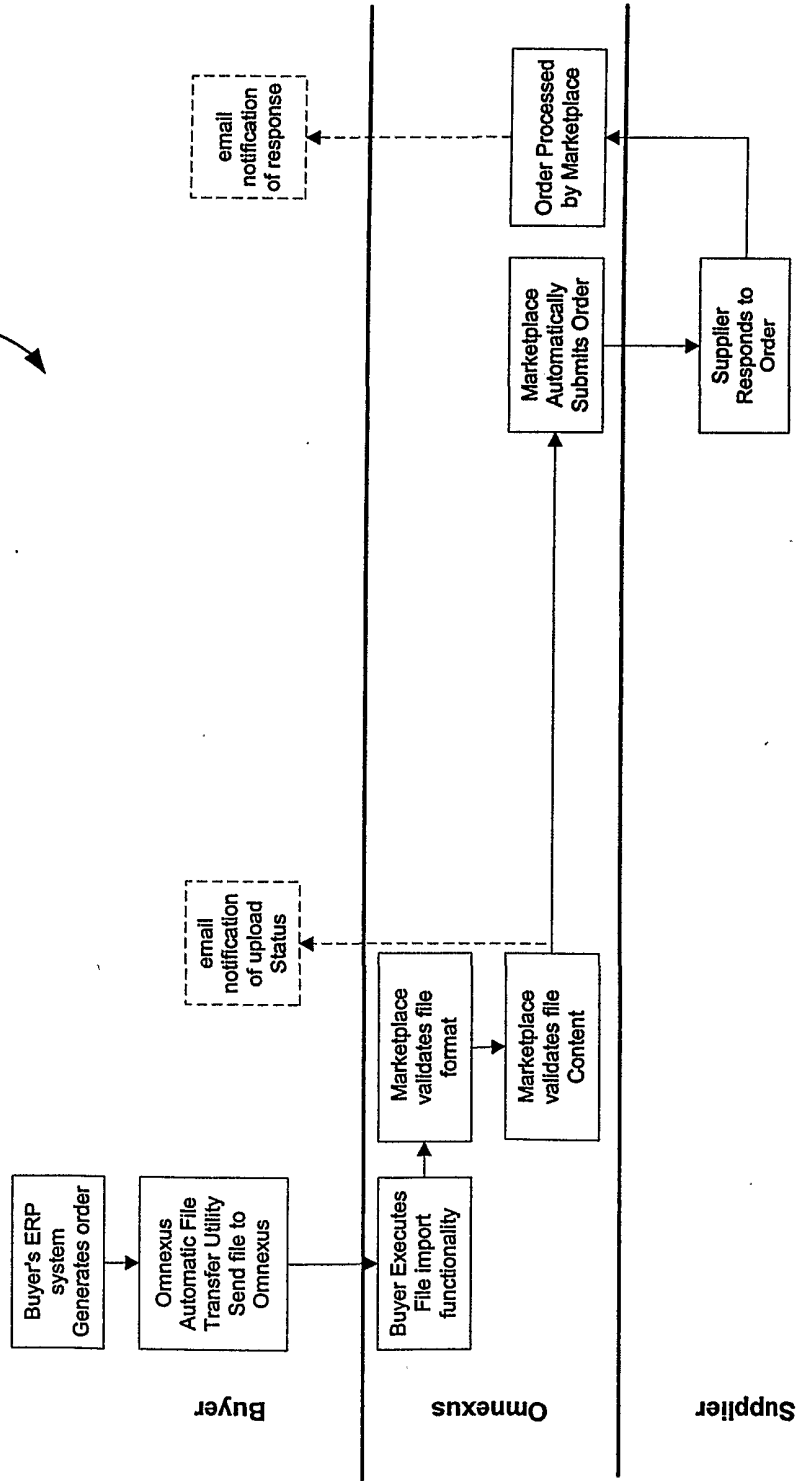 Buyer
Buyer's ERP
system
Generates order
Omnexus
Automatic File
Transfer Utility
Send file to
Omnexus
email
notification
of upload
Status
email
notification
of response
Omnexus
Buyer Executes
File import
functionality
Marketplace
validates file
format
Marketplace
validates file
Content
Marketplace
Automatically
Submits Order
Order Processed
by Marketplace
Supplier
Supplier
Responds to
Order